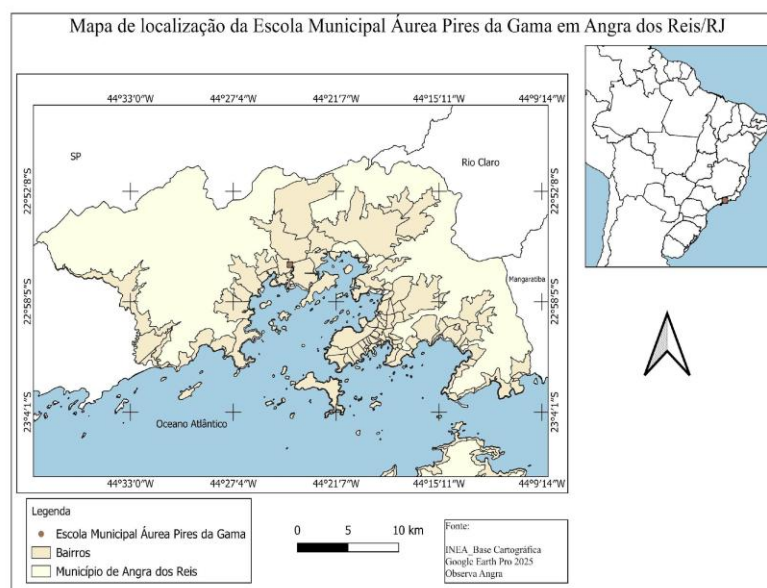 Mapa de localização da Escola Municipal Áurea Pires da Gama em Angra dos Reis/RJ
44°33'0"W 44°27'4"W 44°21'7"W 44°15'11"W 44°9'14"W
SP
Rio Claro
22°52'8"S 22°52'8"S
Mangaratiba
22°58'5"S 22°58'5"S
23°4'1"S 23°4'1"S
Oceano Atlântico
44°33'0"W 44°27'4"W 44°21'7"W 44°15'11"W 44°9'14"W
Legenda
Escola Municipal Áurea Pires da Gama
Bairros
Município de Angra dos Reis
0 5 10 km
Fonte:
INEA_Base Cartográfica
Google Earth Pro 2025
Observa Angra